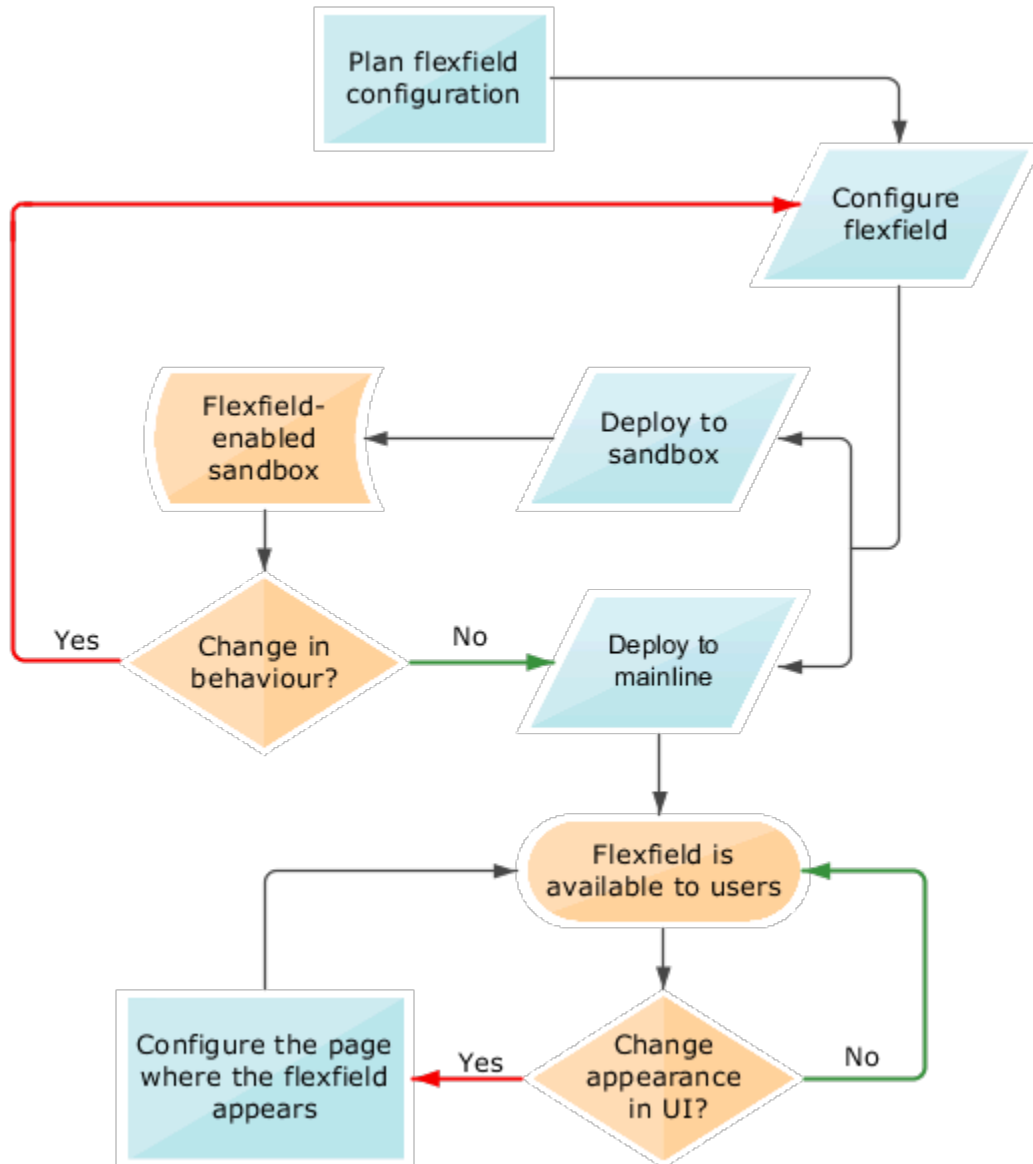 Plan flexfield
configuration
Configure
flexfield
Flexfield-
enabled
sandbox
Deploy to
sandbox
Yes
Change in
behaviour?
No
Deploy to
mainline
Flexfield is
available to users
Configure the page
where the flexfield
appears
Yes
Change
appearance
in UI?
No